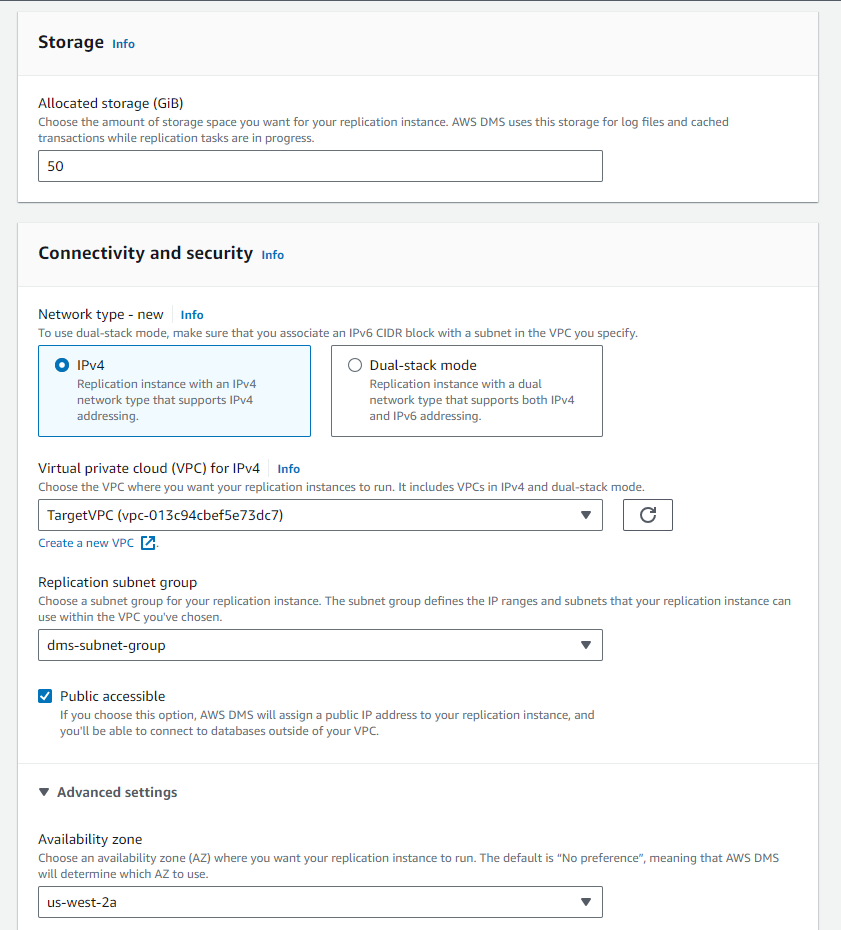 Storage Info
Allocated storage (GiB)
Choose the amount of storage space you want for your replication instance. AWS DMS uses this storage for log files and cached
transactions while replication tasks are in progress.
50
Connectivity and security Info
Network type - new Info
To use dual-stack mode, make sure that you associate an IPv6 CIDR block with a subnet in the VPC you specify.
IPv4
Replication instance with an IPv4
network type that supports IPv4
addressing.
Dual-stack mode
Replication instance with a dual
network type that supports both IPv4
and IPv6 addressing.
Virtual private cloud (VPC) for IPv4 Info
Choose the VPC where you want your replication instances to run. It includes VPCs in IPv4 and dual-stack mode.
TargetVPC (vpc-013c94cbef5e73dc7)
Create a new VPC .
Replication subnet group
Choose a subnet group for your replication instance. The subnet group defines the IP ranges and subnets that your replication instance can
use within the VPC you've chosen.
dms-subnet-group
Public accessible
If you choose this option, AWS DMS will assign a public IP address to your replication instance, and
you'll be able to connect to databases outside of your VPC.
Advanced settings
Availability zone
Choose an availability zone (AZ) where you want your replication instance to run. The default is “No preference”, meaning that AWS DMS
will determine which AZ to use.
us-west-2a